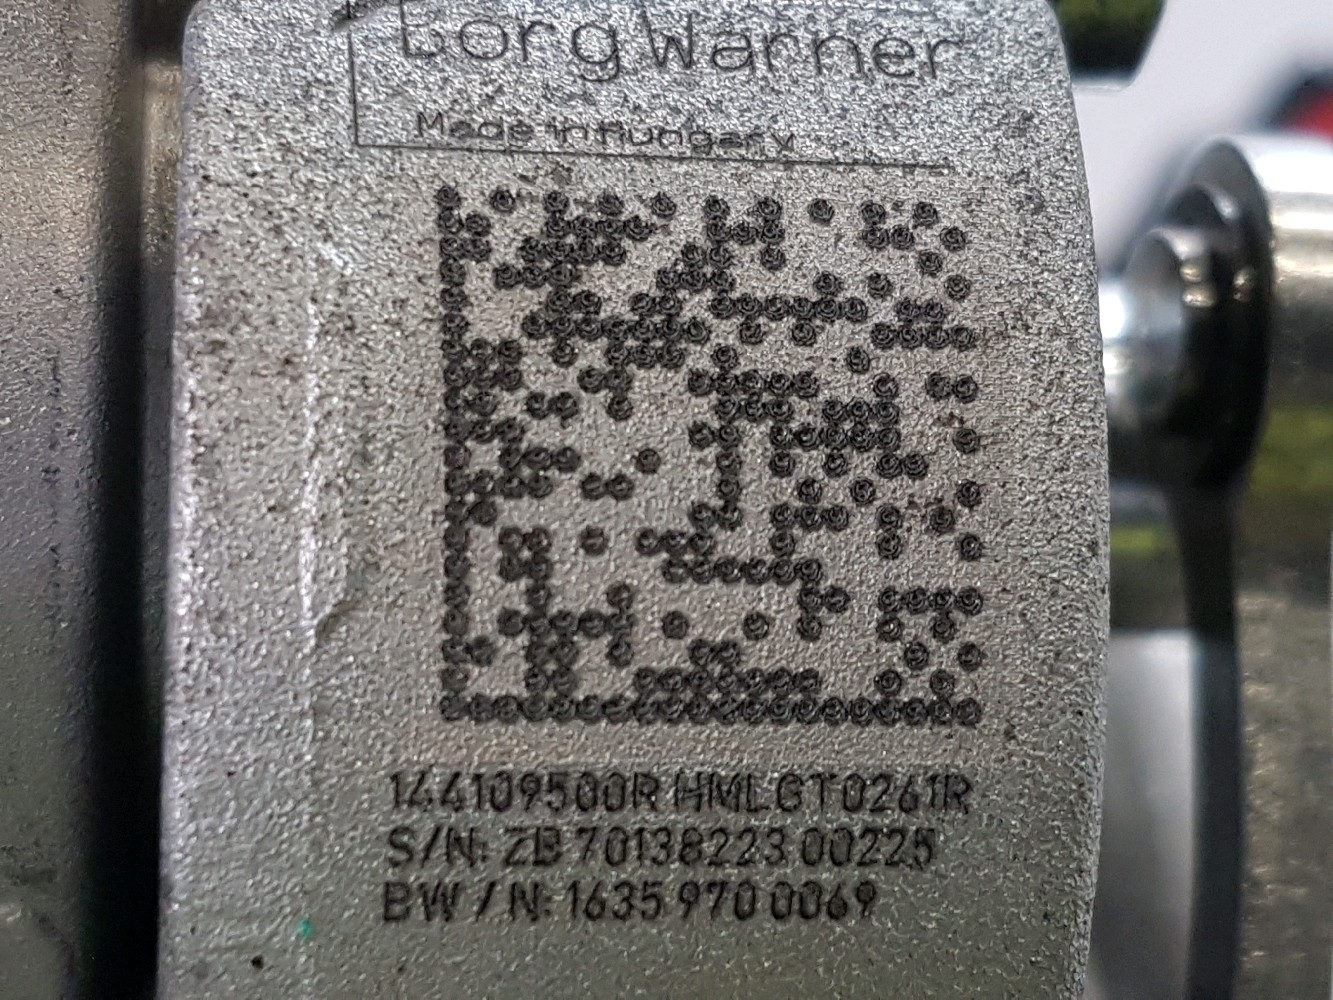 BorgWarner
Made in Hungary
144109500R HMLGT0261R
S/N: ZB 70138223 00225
BW/N: 1635 970 0069